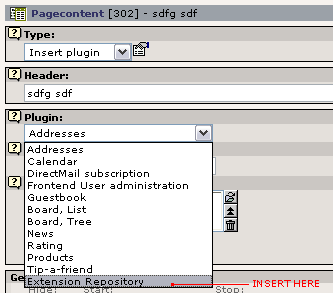 Pagecontent [302] - sdfg sdf
Type:
Insert plugin
Header:
sdfg sdf
Plugin:
Addresses
Addresses
Calendar
DirectMail subscription
Frontend User administration
Guestbook
Board, List
Board, Tree
News
Rating
Products
Tip-a-friend
Extension Repository INSERT HERE
Hide: Start: Stop: